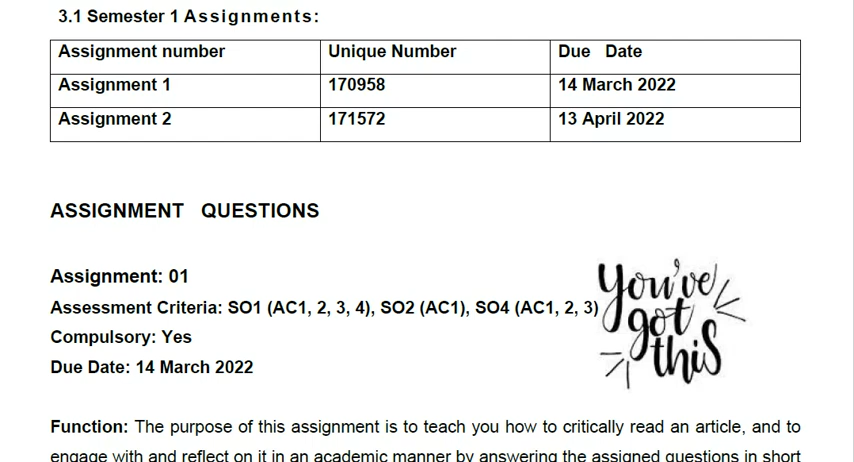 3.1 Semester 1 Assignments:
Assignment number Unique Number Due Date
Assignment 1 170958 14 March 2022
Assignment 2 171572 13 April 2022
ASSIGNMENT QUESTIONS
Assignment: 01
Assessment Criteria: SO1 (AC1, 2, 3, 4), SO2 (AC1), SO4 (AC1, 2, 3)
Compulsory: Yes
Due Date: 14 March 2022
You've
got
this
Function: The purpose of this assignment is to teach you how to critically read an article, and to
engage with and reflect on it in an academic manner by answering the assigned questions in short